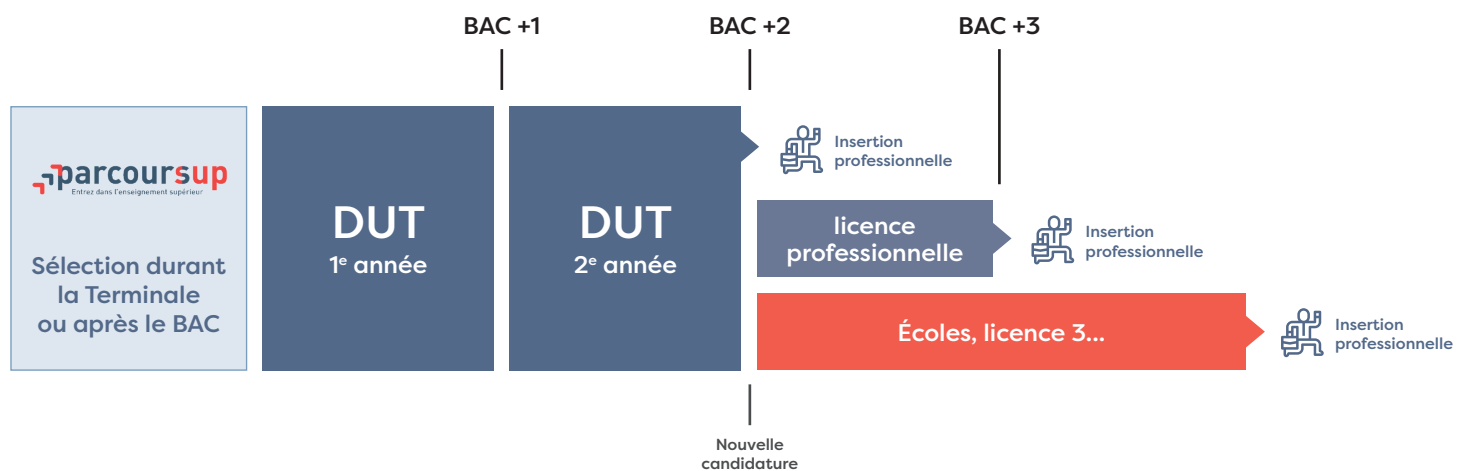 BAC +1
BAC +2
BAC +3
parcoursup
Entrez dans l'enseignement supérieur
Sélection durant
la Terminale
ou après le BAC
DUT
1e année
DUT
2e année
Insertion
professionnelle
licence
professionnelle
Insertion
professionnelle
Écoles, licence 3...
Insertion
professionnelle
Nouvelle
candidature